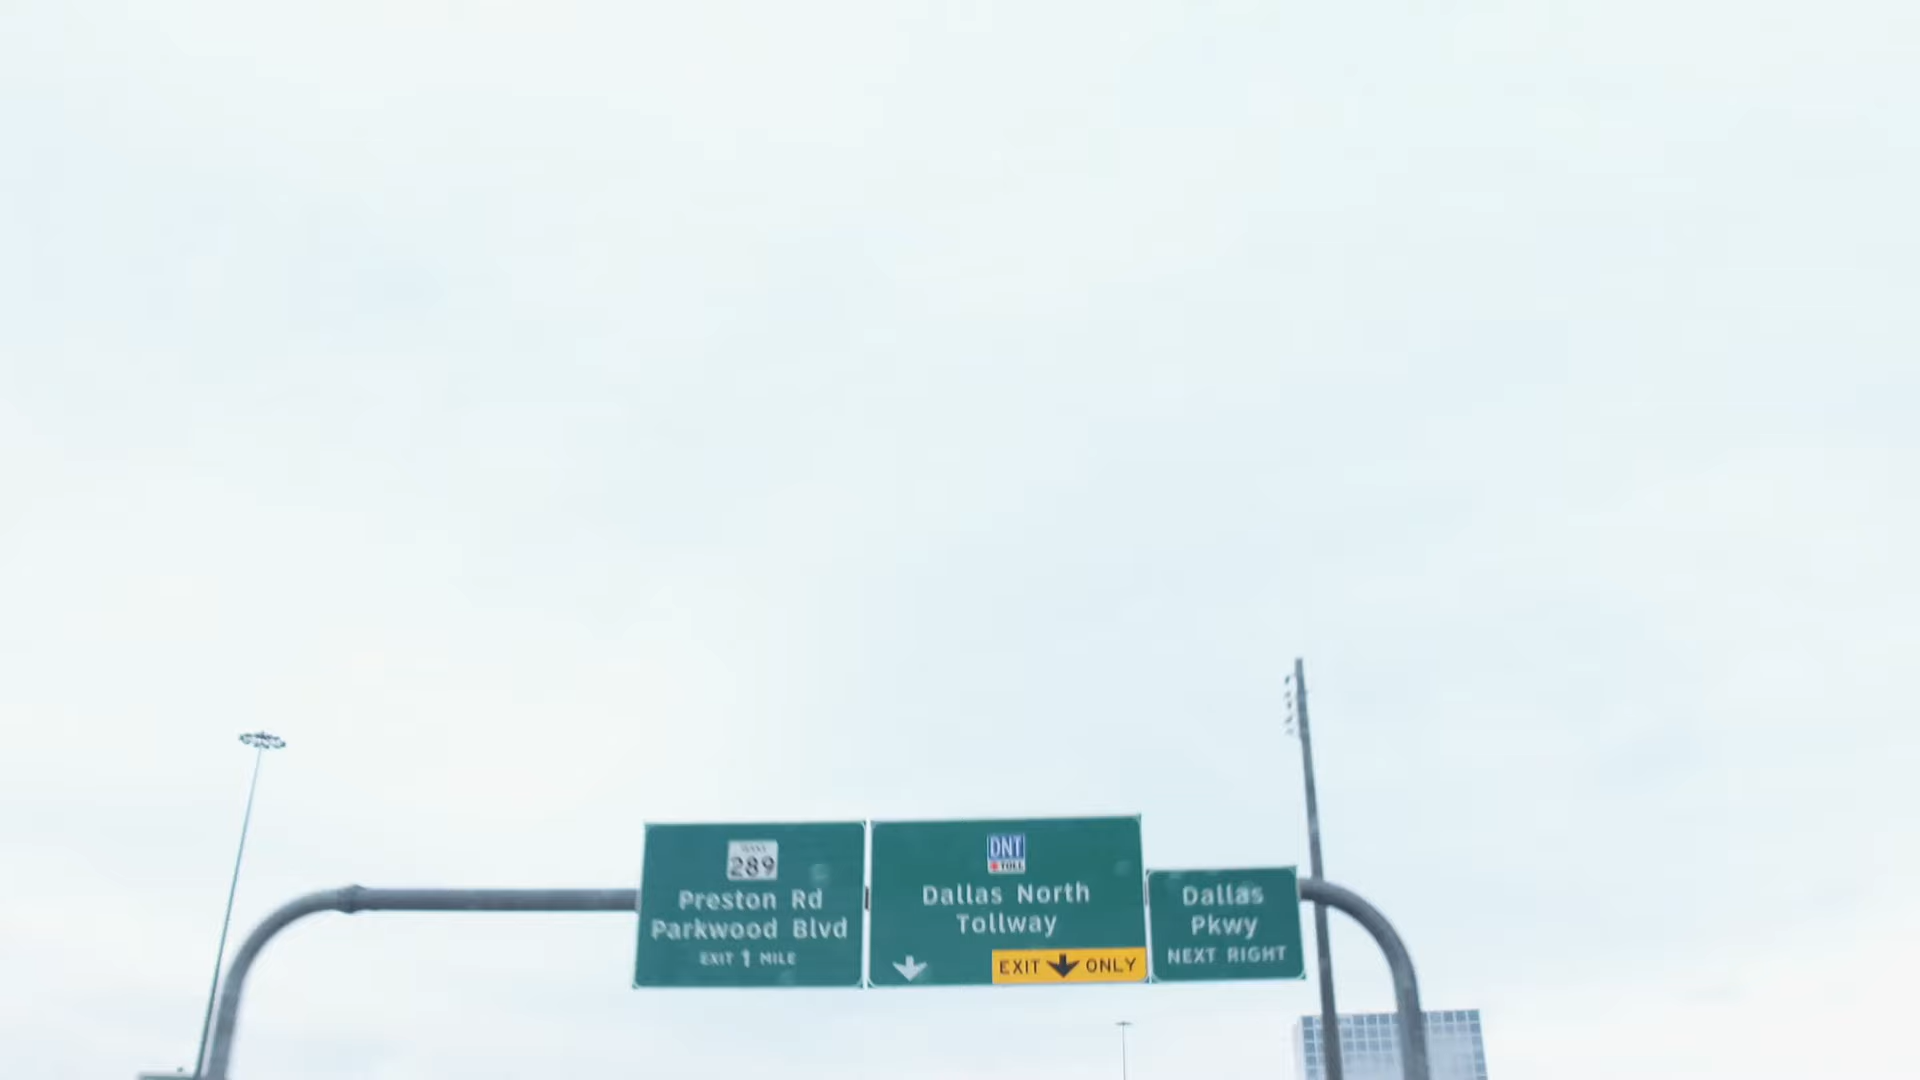 TEXAS
289
Preston Rd
Parkwood Blvd
EXIT 1 MILE
DNT
TOLL
Dallas North
Tollway
EXIT ONLY
Dallas
Pkwy
NEXT RIGHT